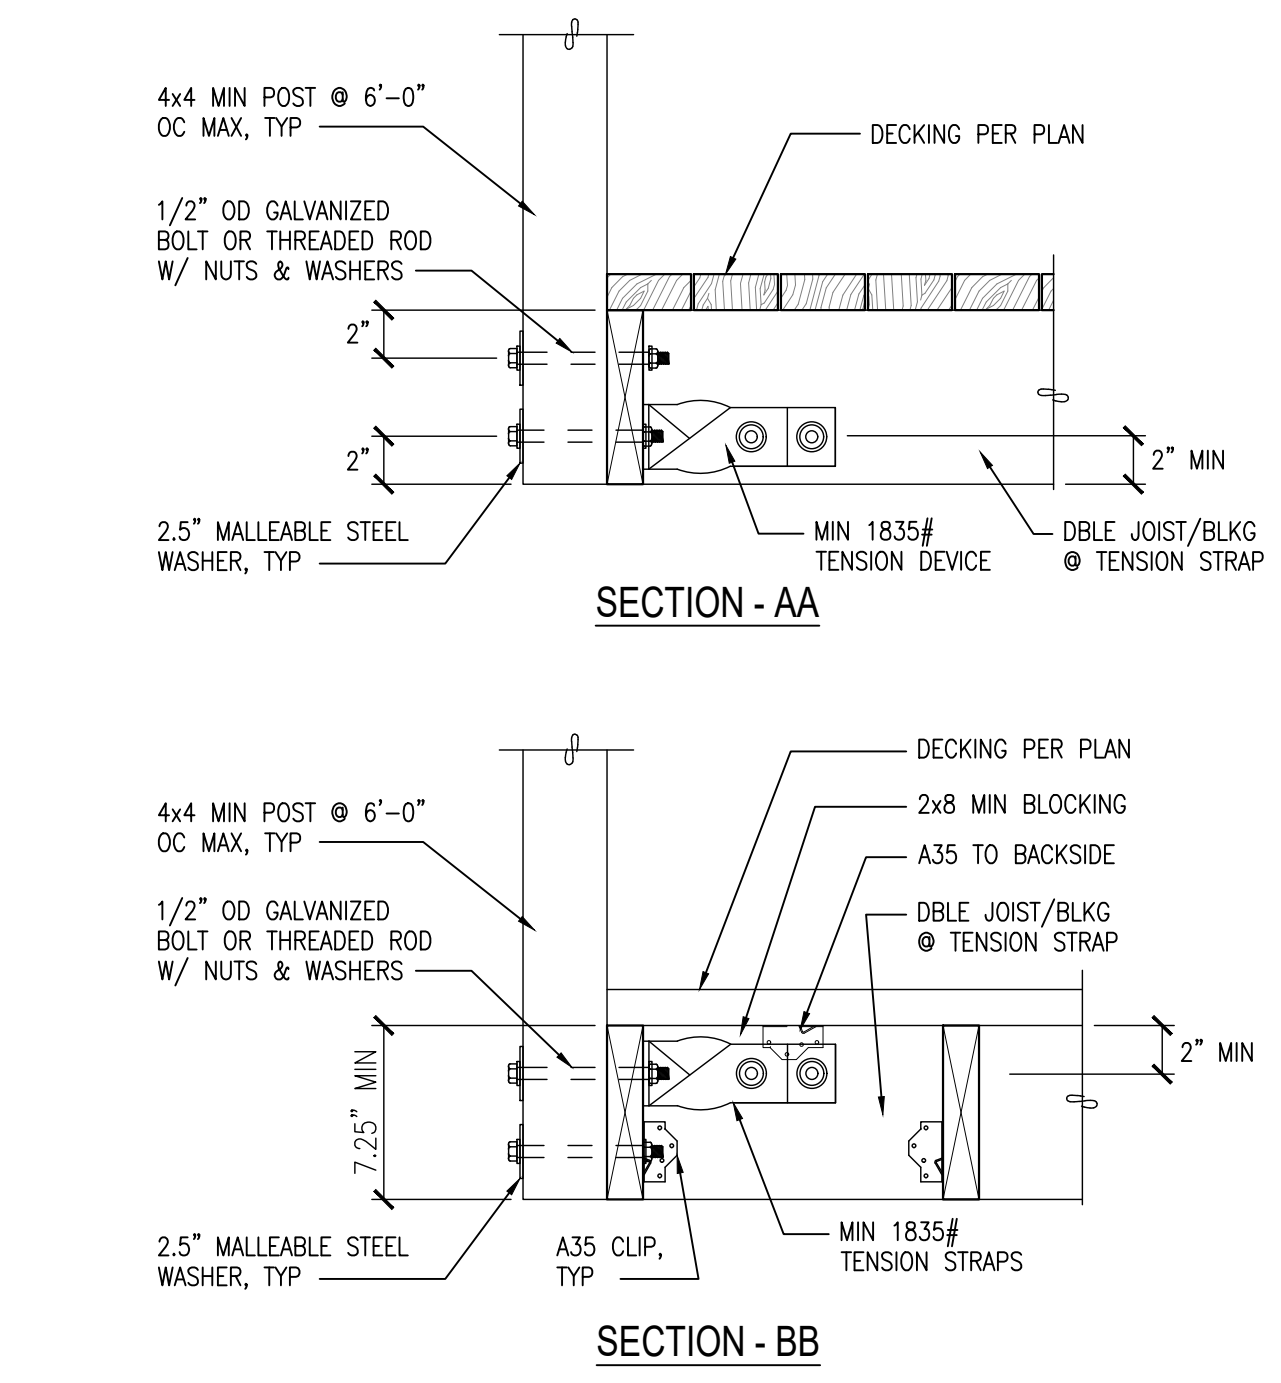 4x4 MIN POST @ 6'-0"
OC MAX, TYP
DECKING PER PLAN
1/2" OD GALVANIZED
BOLT OR THREADED ROD
W/ NUTS & WASHERS
2"
2"
2" MIN
2.5" MALLEABLE STEEL
WASHER, TYP
MIN 1835#
TENSION DEVICE
DBLE JOIST/BLKG
@ TENSION STRAP
SECTION - AA
DECKING PER PLAN
4x4 MIN POST @ 6'-0"
OC MAX, TYP
2x8 MIN BLOCKING
A35 TO BACKSIDE
1/2" OD GALVANIZED
BOLT OR THREADED ROD
W/ NUTS & WASHERS
DBLE JOIST/BLKG
@ TENSION STRAP
7.25" MIN
2" MIN
2.5" MALLEABLE STEEL
WASHER, TYP
A35 CLIP,
TYP
MIN 1835#
TENSION STRAPS
SECTION - BB